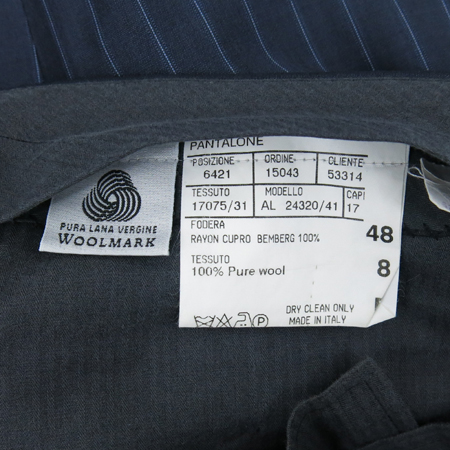 PANTALONE
POSIZIONE ORDINE CLIENTE
6421 15043 53314
TESSUTO MODELLO CAPI
17075/31 AL 24320/41 17
FODERA
RAYON CUPRO BEMBERG 100%
48
TESSUTO
100% Pure wool
8
DRY CLEAN ONLY
MADE IN ITALY
P
PURA LANA VERGINE
WOOLMARK